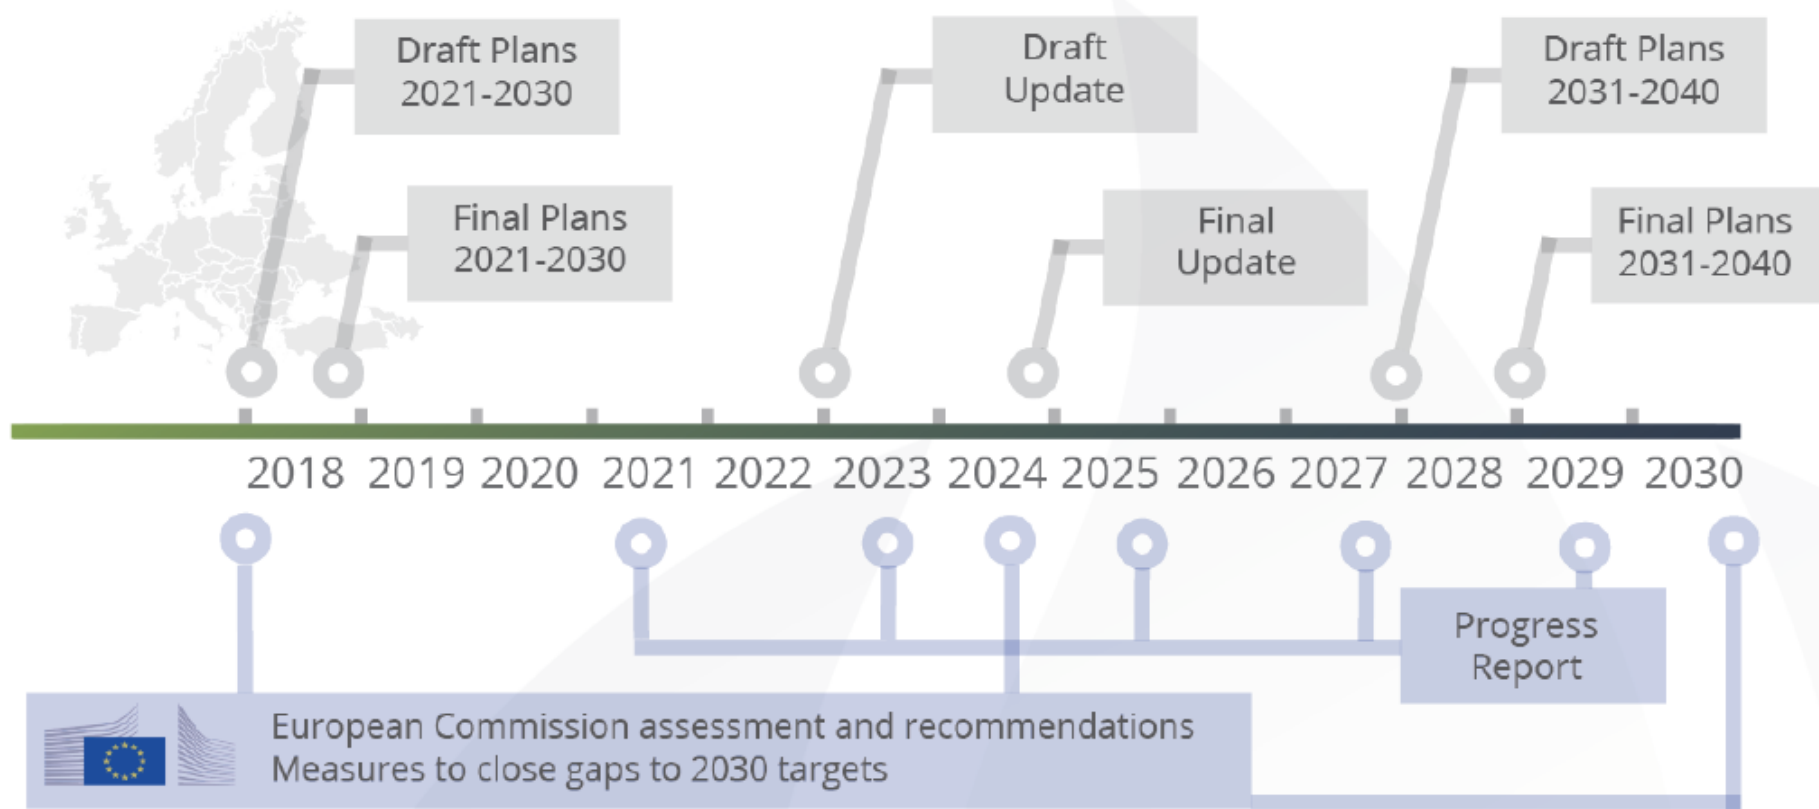 Draft Plans
2021-2030
Draft
Update
Draft Plans
2031-2040
Final Plans
2021-2030
Final
Update
Final Plans
2031-2040
2018 2019 2020 2021 2022 2023 2024 2025 2026 2027 2028 2029 2030
Progress
Report
European Commission assessment and recommendations
Measures to close gaps to 2030 targets